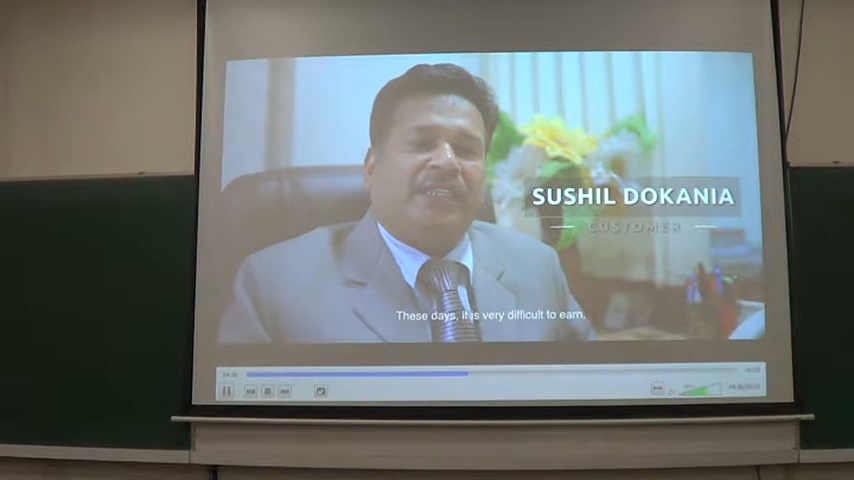 SUSHIL DOKANIA
CUSTOMER
These days, it is very difficult to earn.